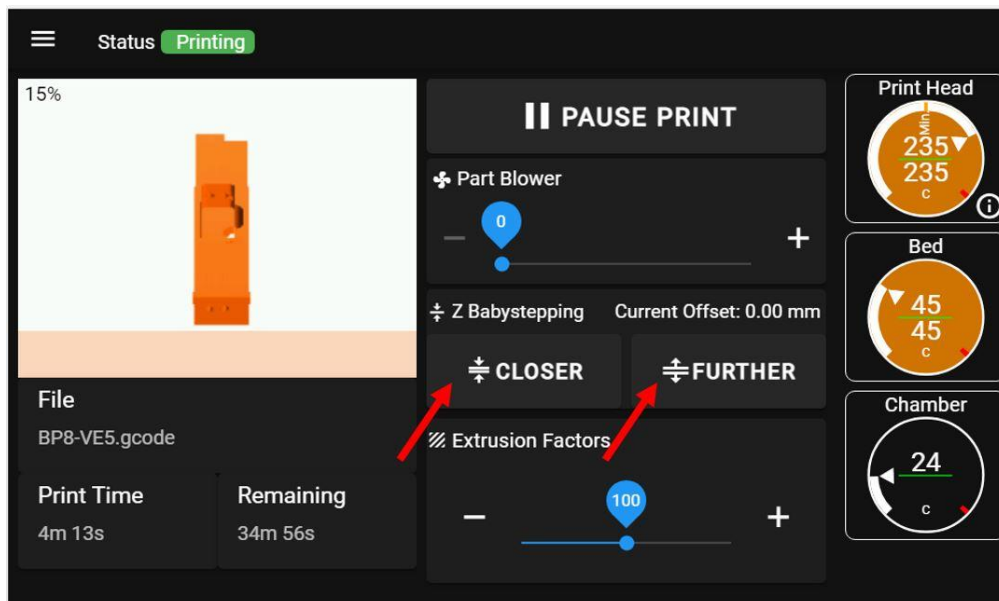 Status Printing
15%
PAUSE PRINT
Part Blower
0
Z Babystepping Current Offset: 0.00 mm
CLOSER FURTHER
Extrusion Factors
100
File
BP8-VE5.gcode
Print Time
4m 13s
Remaining
34m 56s
Print Head
Min
235
235
c
Bed
45
45
c
Chamber
24
c